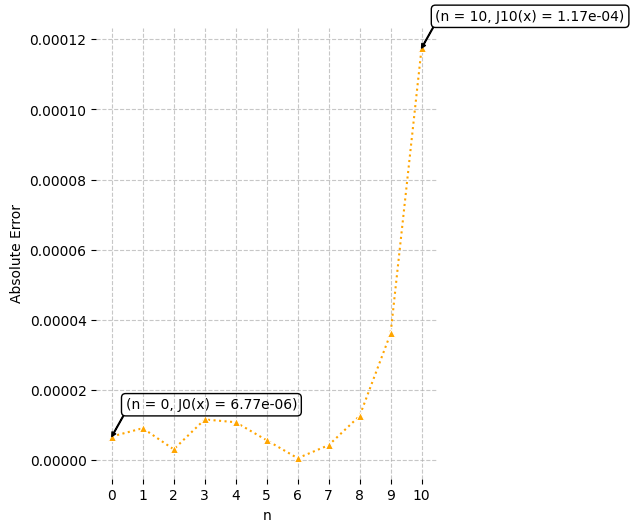 (n = 10, J10(x) = 1.17e-04)
0.00012
0.00010
0.00008
0.00006
0.00004
0.00002
0.00000
Absolute Error
(n = 0, J0(x) = 6.77e-06)
0 1 2 3 4 5 6 7 8 9 10
n